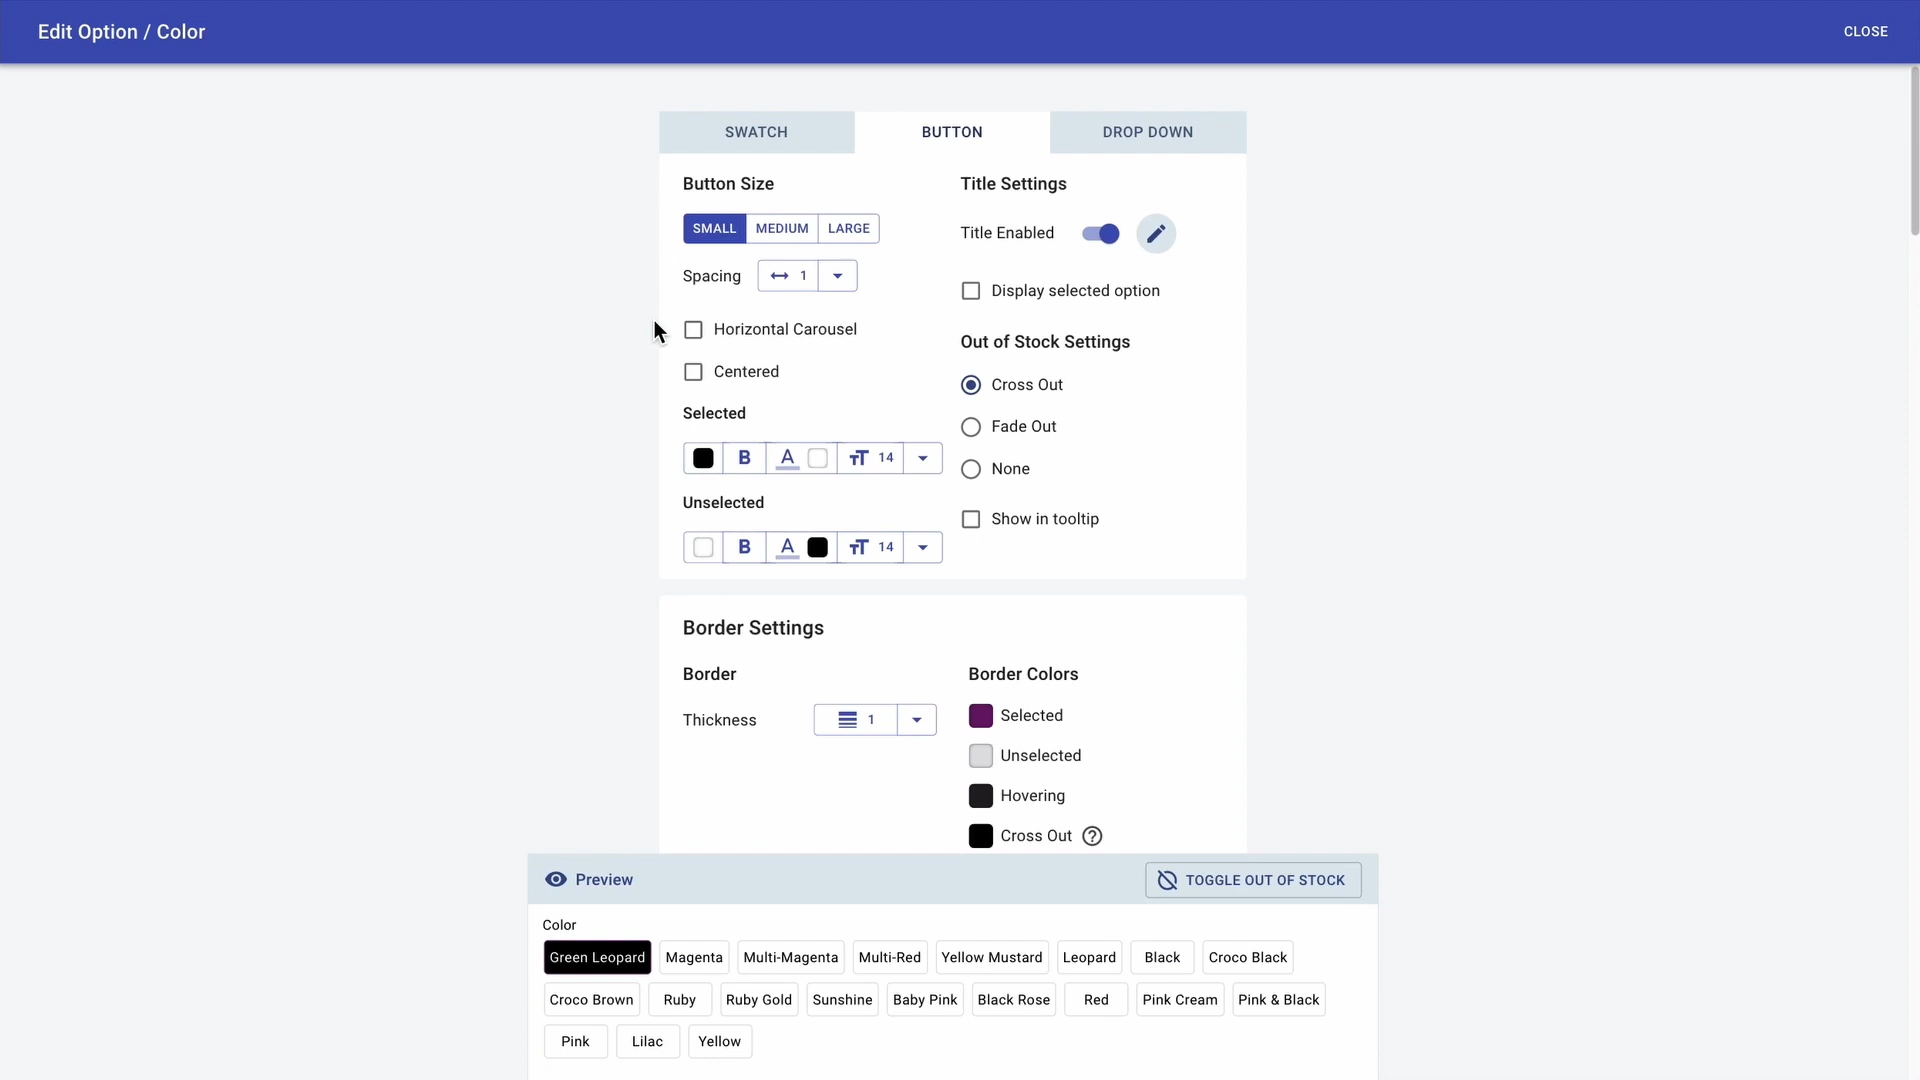 Edit Option / Color
CLOSE
SWATCH
BUTTON
DROP DOWN
Button Size
SMALL
MEDIUM
LARGE
Spacing
1
Horizontal Carousel
Centered
Selected
B
A
TT
14
Unselected
B
A
TT
14
Title Settings
Title Enabled
Display selected option
Out of Stock Settings
Cross Out
Fade Out
None
Show in tooltip
Border Settings
Border
Thickness
1
Border Colors
Selected
Unselected
Hovering
Cross Out ?
Preview
TOGGLE OUT OF STOCK
Color
Green Leopard Magenta Multi-Magenta Multi-Red Yellow Mustard Leopard Black Croco Black
Croco Brown Ruby Ruby Gold Sunshine Baby Pink Black Rose Red Pink Cream Pink & Black
Pink Lilac Yellow